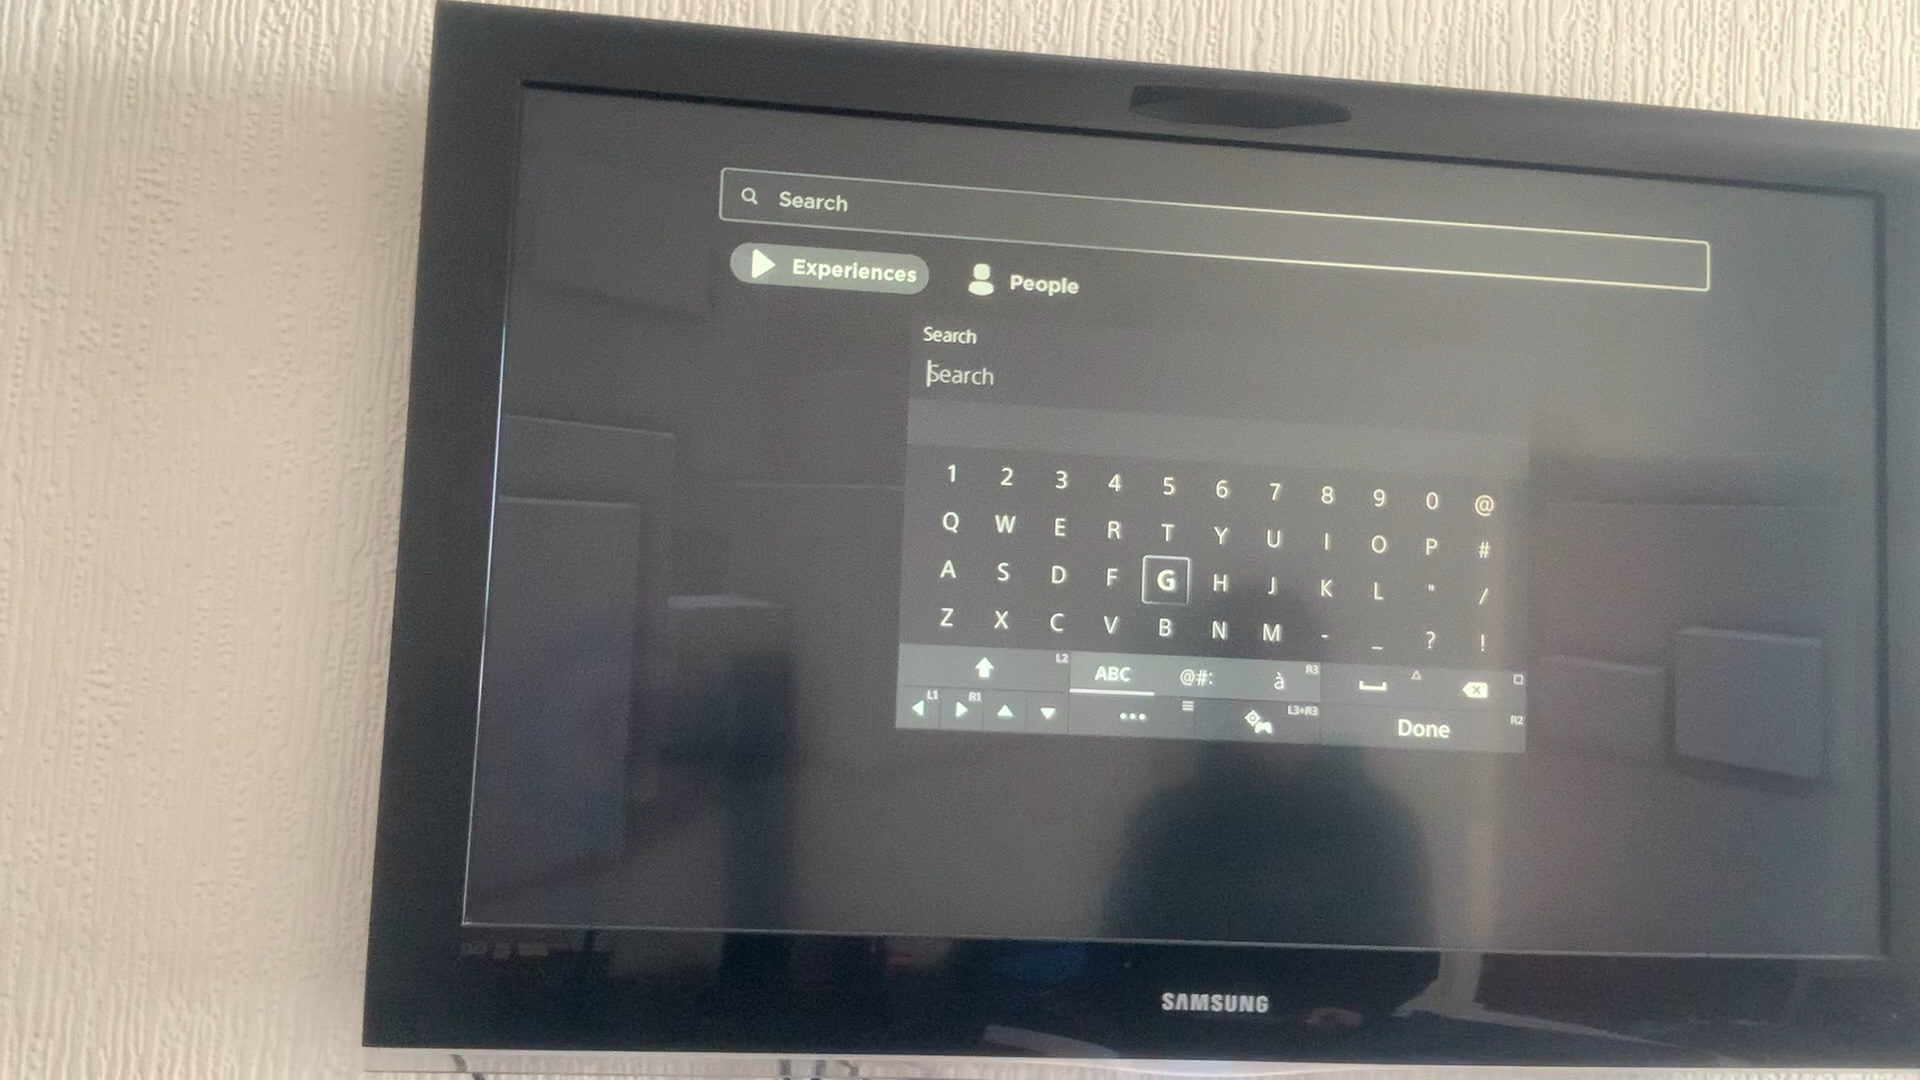 Search
Experiences People
Search
Search
1 2 3 4 5 6 7 8 9 0 @
Q W E R T Y U I O P #
A S D F G H J K L " /
Z X C V B N M - _ ? !
L2 ABC @#: à R3
L1 R1 ... L3+R3 Done R2
SAMSUNG